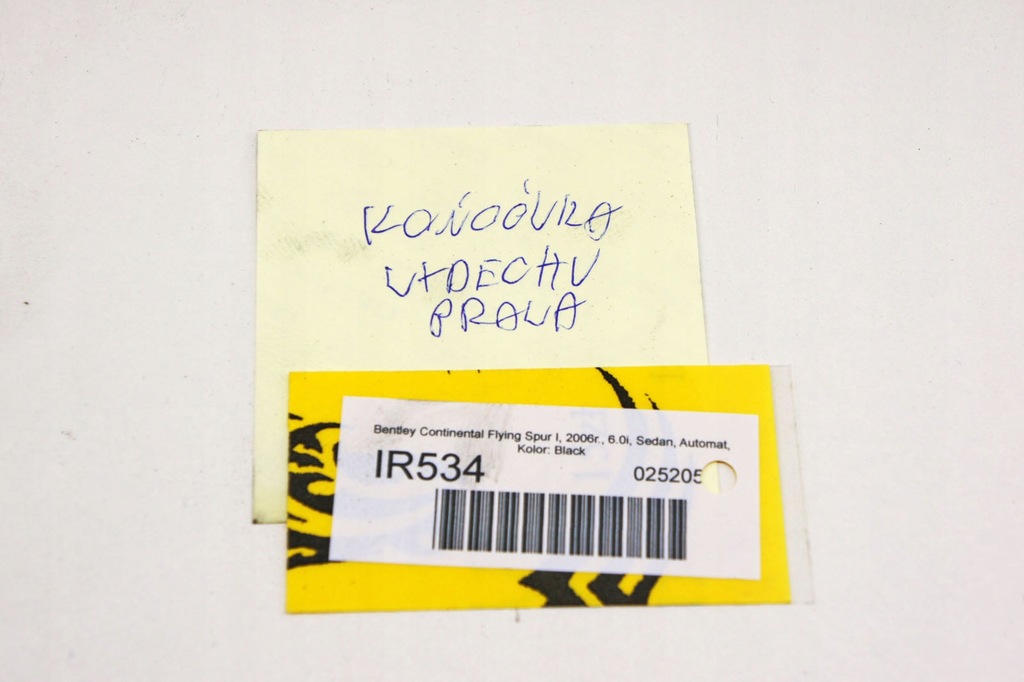 KOŃCÓWKA
WYDECHU
PRAWA
Bentley Continental Flying Spur I, 2006r., 6.0i, Sedan, Automat,
Kolor: Black
IR534
025205